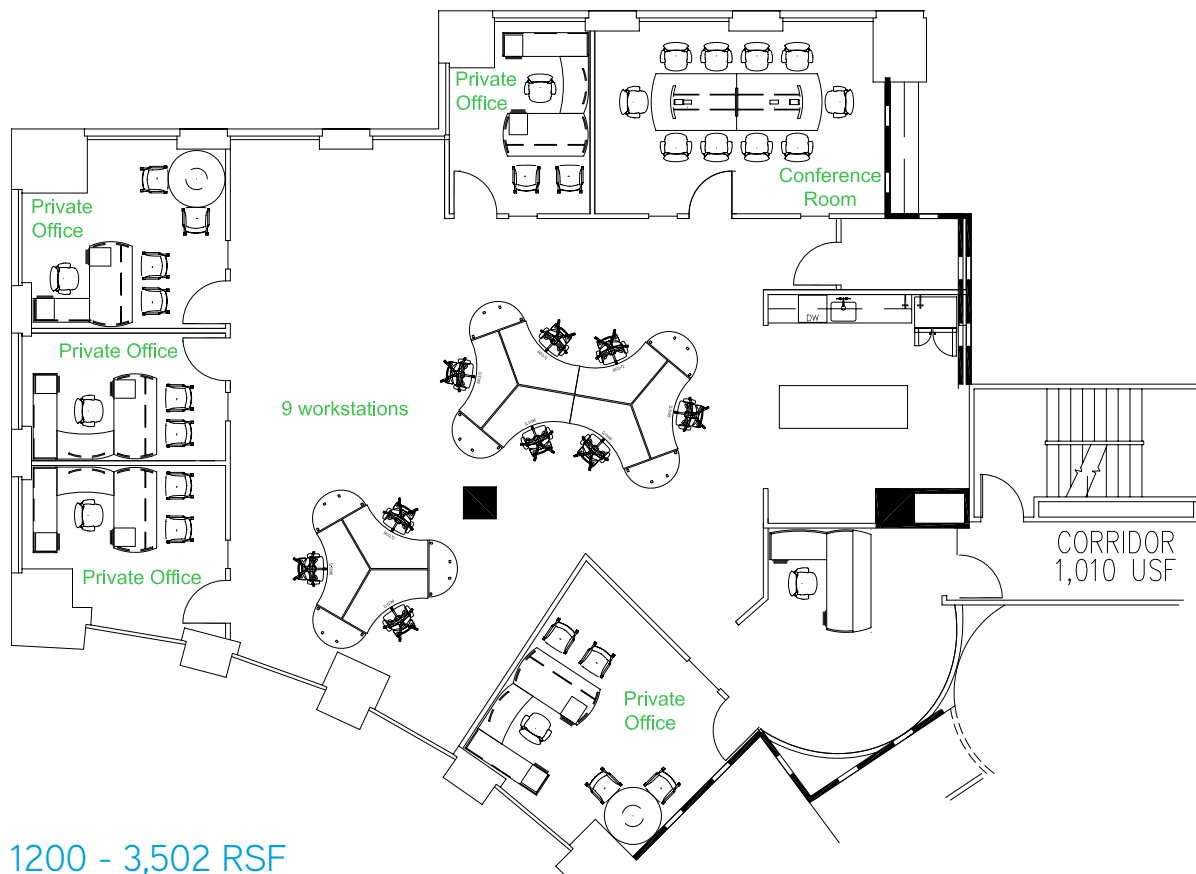 Private
Office
Conference
Room
Private
Office
DW
Private Office
9 workstations
Private Office
CORRIDOR
1,010 USF
Private
Office
1200 - 3,502 RSF